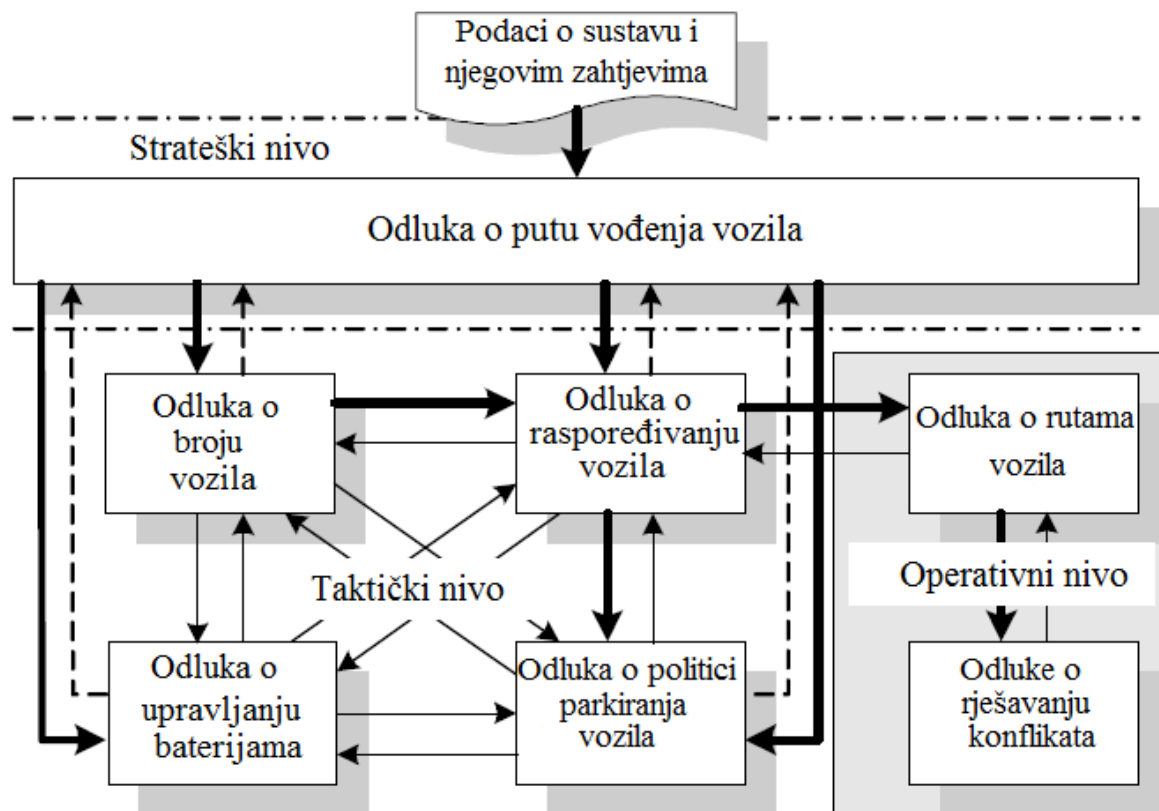 Podaci o sustavu i
njegovim zahtjevima
Strateški nivo
Odluka o putu vođenja vozila
Odluka o
broju
vozila
Odluka o
raspoređivanju
vozila
Odluka o rutama
vozila
Taktički nivo
Operativni nivo
Odluka o
upravljanju
baterijama
Odluka o politici
parkiranja
vozila
Odluke o
rješavanju
konflikata